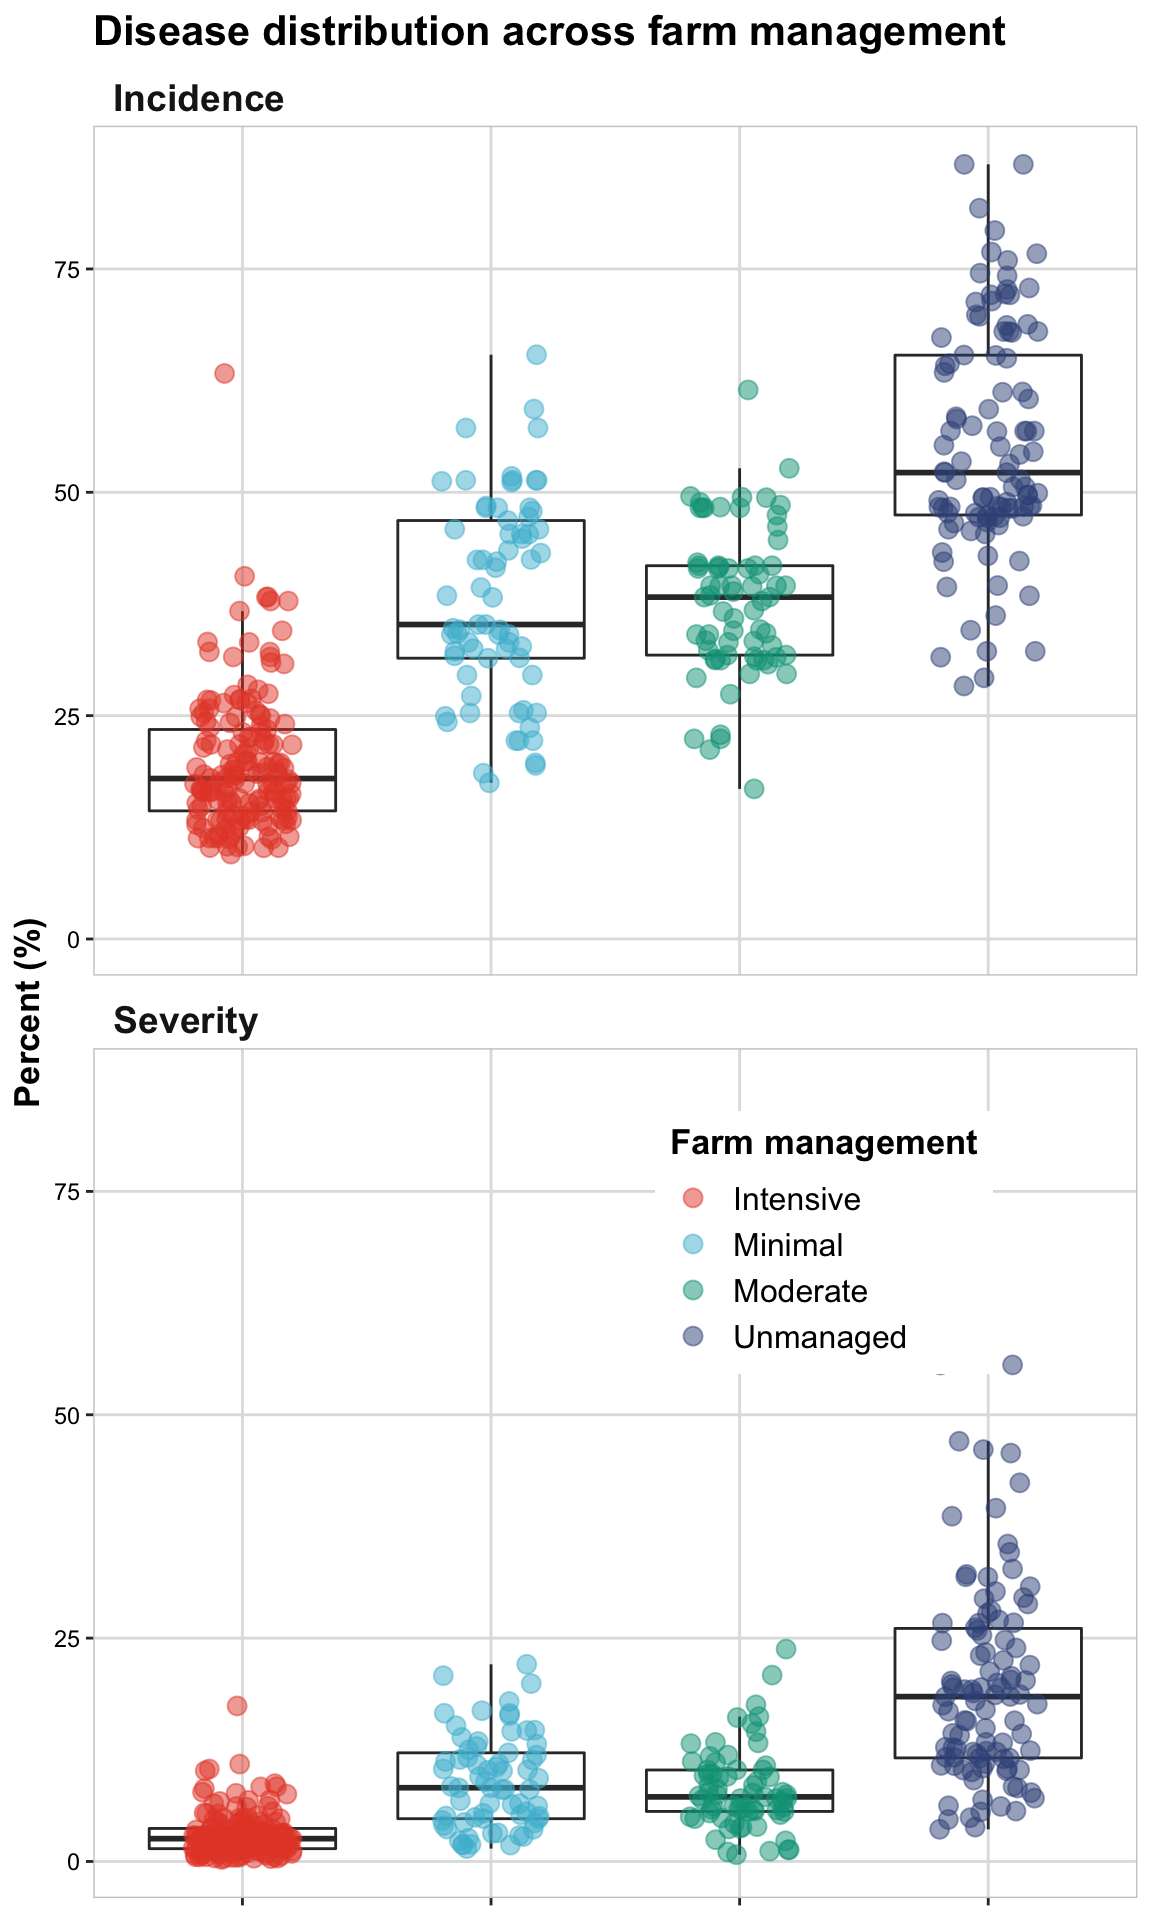 Disease distribution across farm management
Incidence
75
50
25
0
Percent (%)
Severity
Farm management
75
Intensive
Minimal
Moderate
Unmanaged
50
25
0